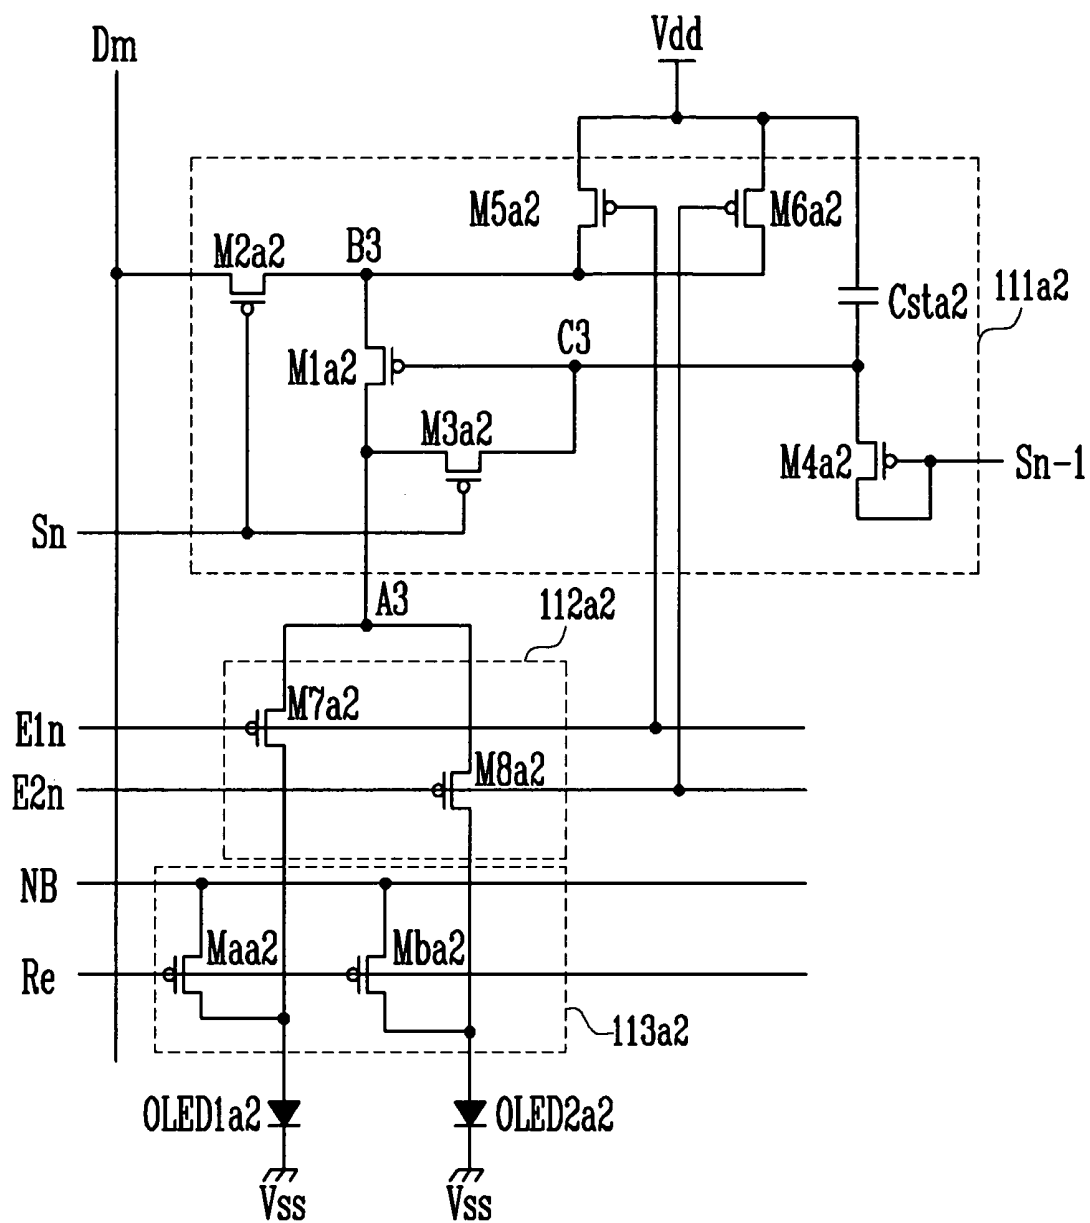 Dm
Vdd
M5a2
M6a2
M2a2
B3
111a2
Csta2
C3
M1a2
M3a2
M4a2
Sn-1
Sn
A3
112a2
M7a2
E1n
M8a2
E2n
NB
Maa2
Mba2
Re
113a2
OLED1a2
OLED2a2
Vss
Vss